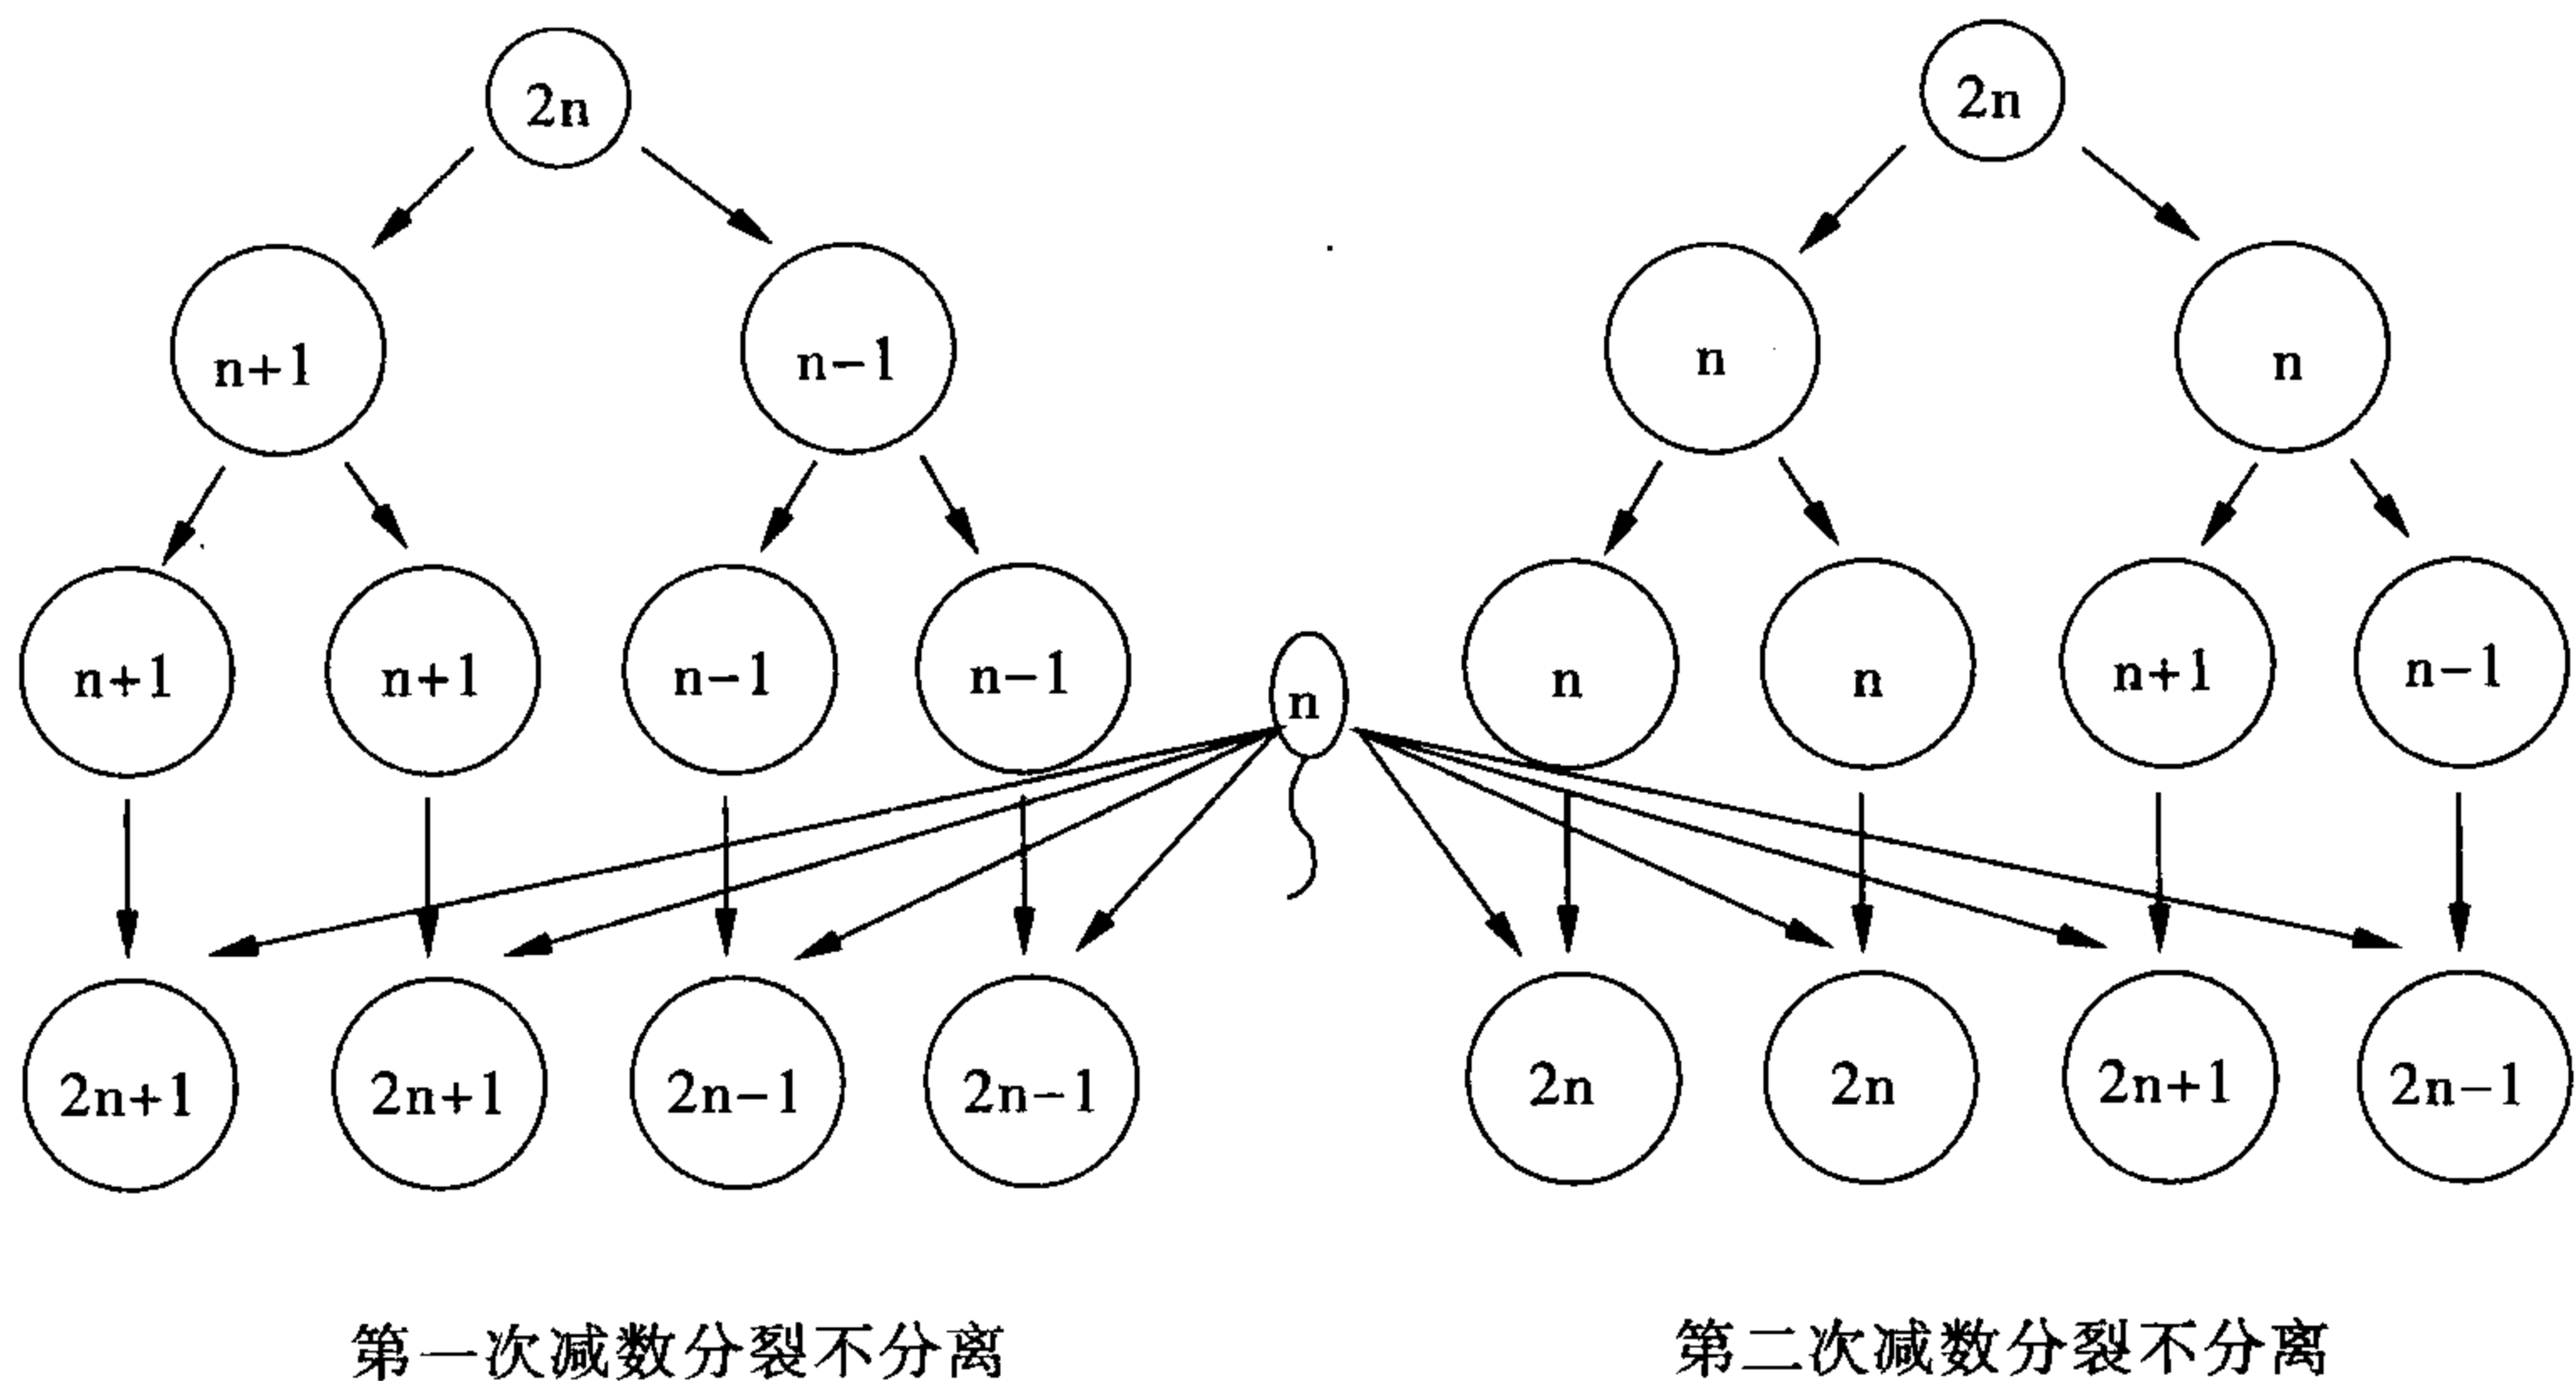 2n 2n
n+1 n−1 n n
n+1 n+1 n−1 n−1 n n n n+1 n−1
2n+1 2n+1 2n−1 2n−1 2n 2n 2n+1 2n−1
第一次减数分裂不分离 第二次减数分裂不分离